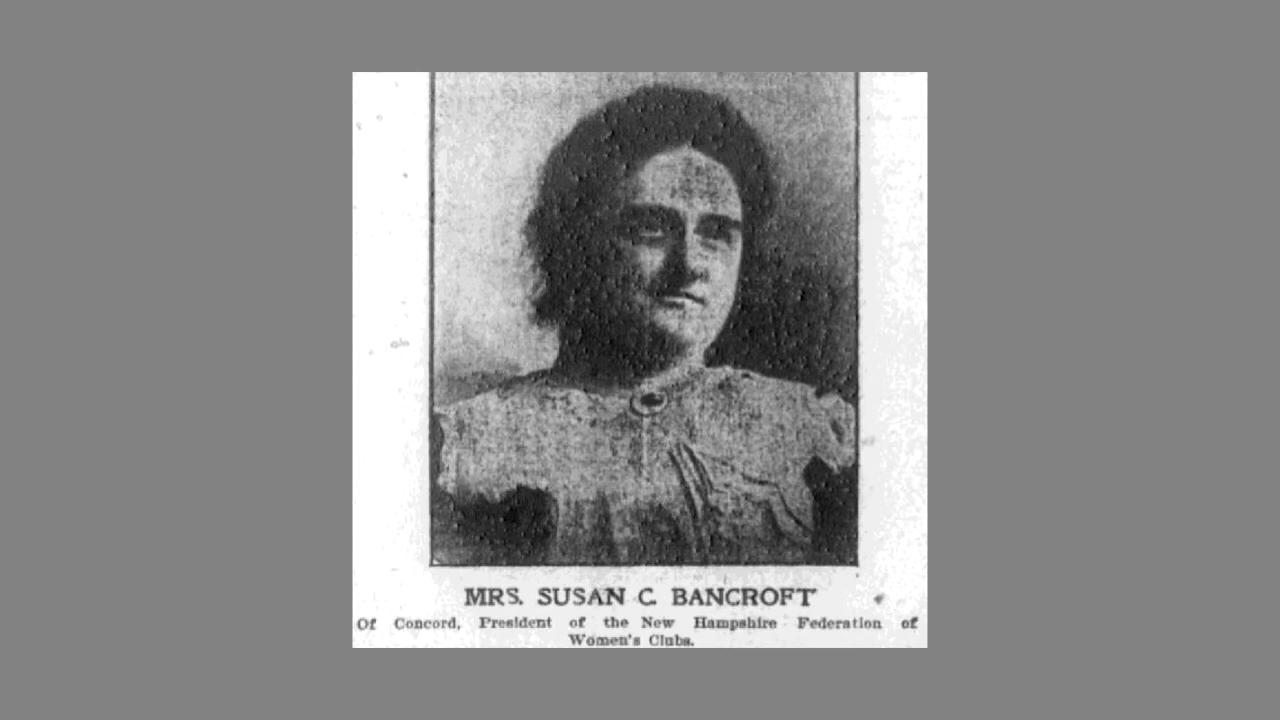 MRS. SUSAN C. BANCROFT
Of Concord, President of the New Hampshire Federation of
Women's Clubs.